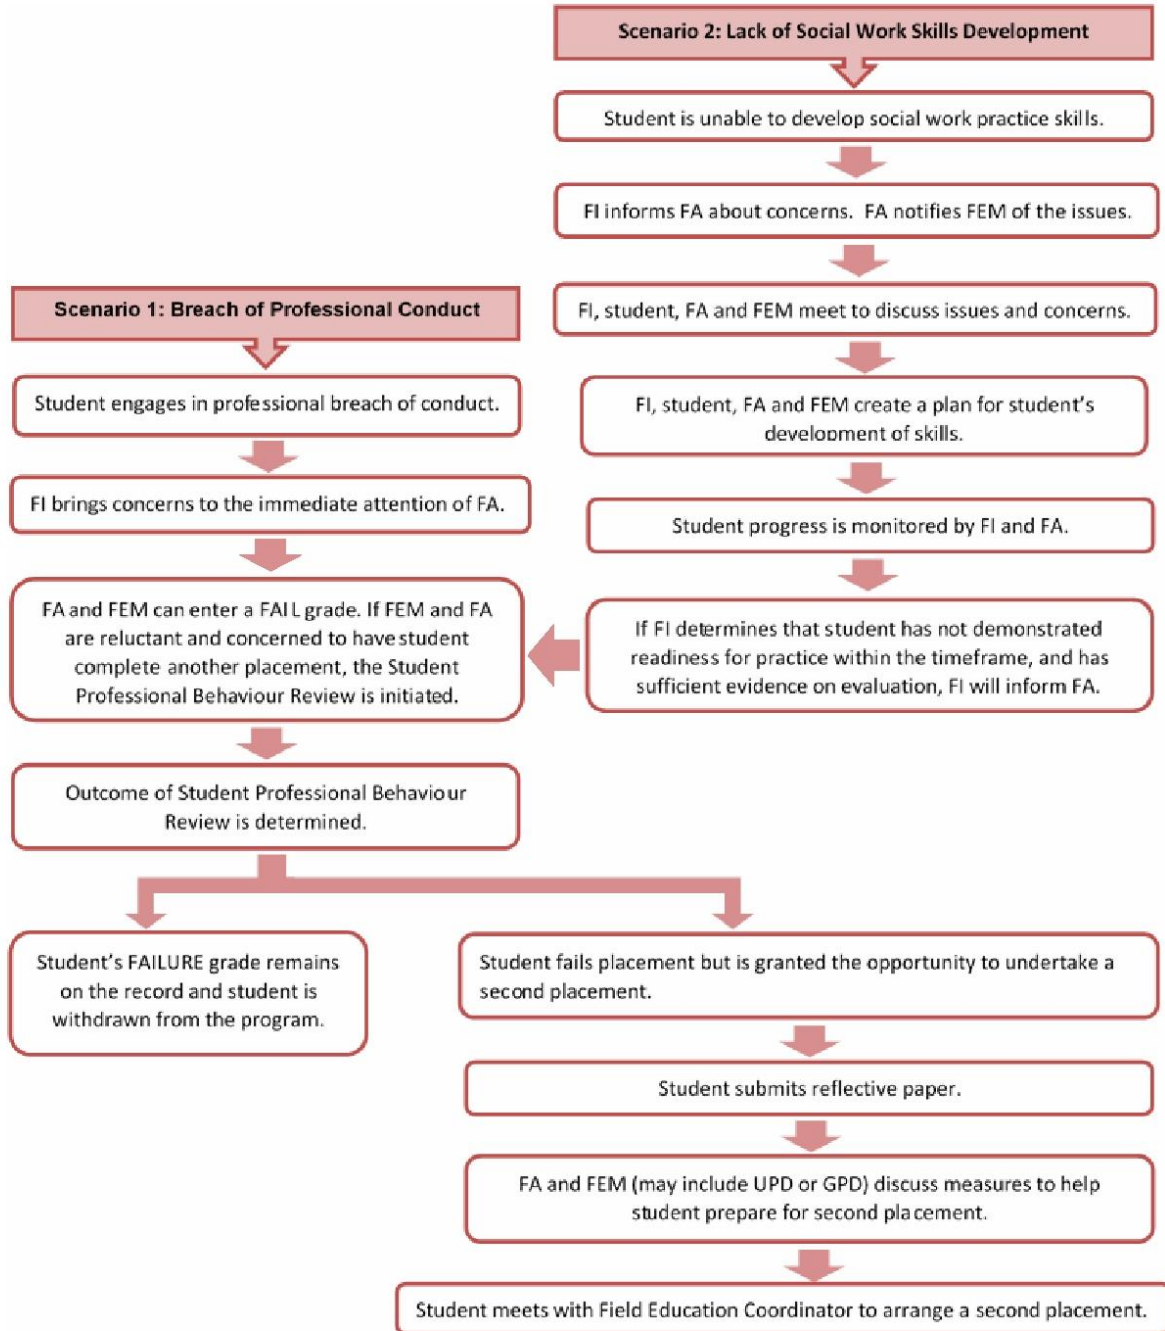 Scenario 2: Lack of Social Work Skills Development
Student is unable to develop social work practice skills.
FI informs FA about concerns. FA notifies FEM of the issues.
FI, student, FA and FEM meet to discuss issues and concerns.
FI, student, FA and FEM create a plan for student's
development of skills.
Student progress is monitored by FI and FA.
If FI determines that student has not demonstrated
readiness for practice within the timeframe, and has
sufficient evidence on evaluation, FI will inform FA.
Scenario 1: Breach of Professional Conduct
Student engages in professional breach of conduct.
FI brings concerns to the immediate attention of FA.
FA and FEM can enter a FAIL grade. If FEM and FA
are reluctant and concerned to have student
complete another placement, the Student
Professional Behaviour Review is initiated.
Outcome of Student Professional Behaviour
Review is determined.
Student's FAILURE grade remains
on the record and student is
withdrawn from the program.
Student fails placement but is granted the opportunity to undertake a
second placement.
Student submits reflective paper.
FA and FEM (may include UPD or GPD) discuss measures to help
student prepare for second placement.
Student meets with Field Education Coordinator to arrange a second placement.